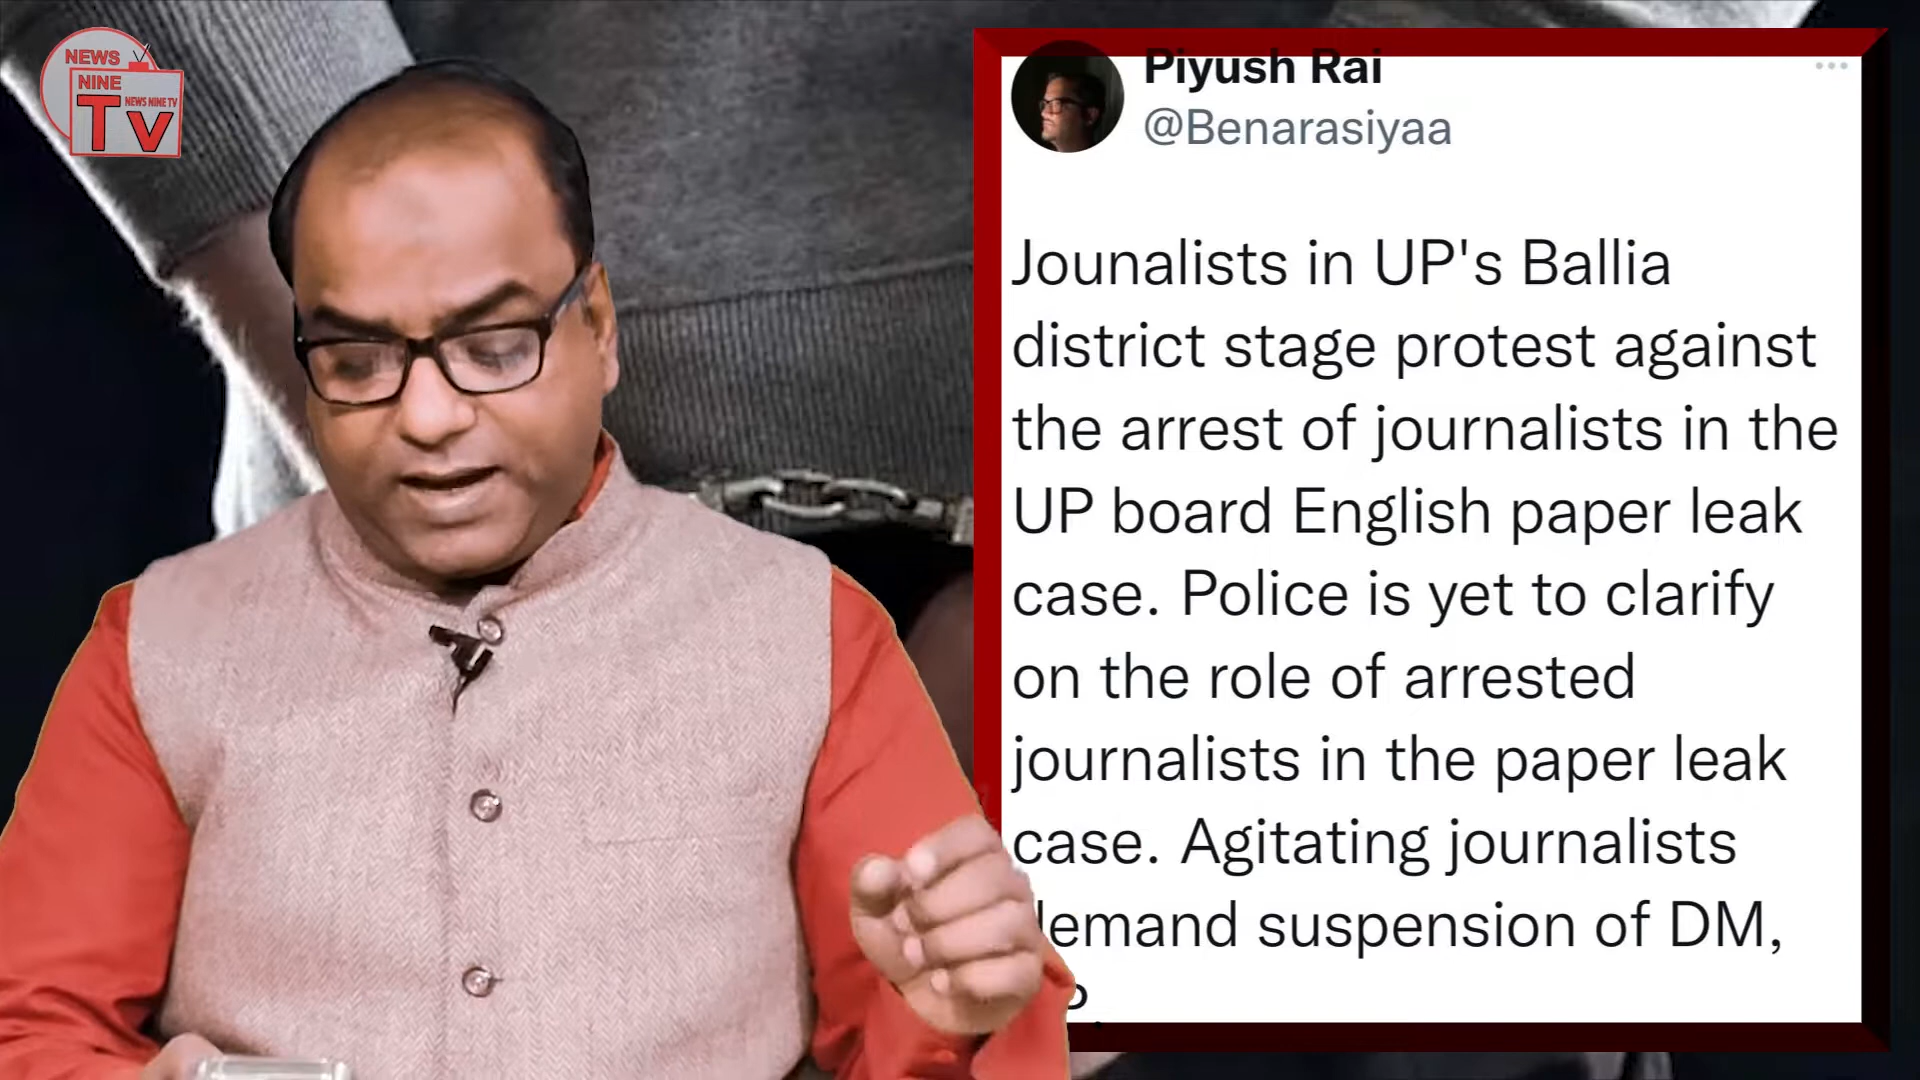 NEWS
NINE
NEWS NINE TV
TV
Piyush Rai
@Benarasiyaa
Jounalists in UP's Ballia
district stage protest against
the arrest of journalists in the
UP board English paper leak
case. Police is yet to clarify
on the role of arrested
journalists in the paper leak
case. Agitating journalists
demand suspension of DM,